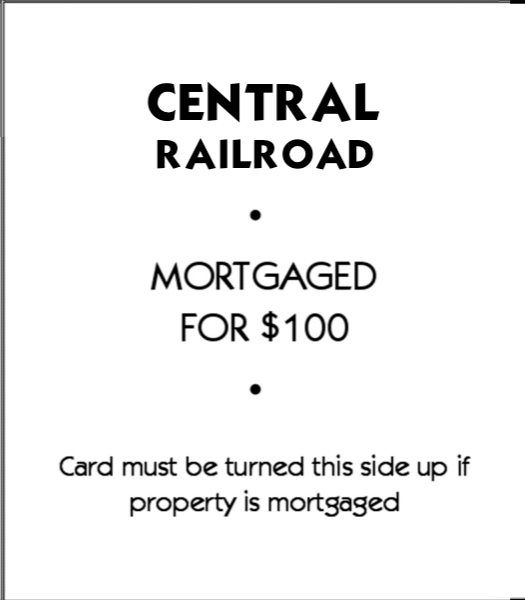 CENTRAL
RAILROAD
•
MORTGAGED
FOR $100
•
Card must be turned this side up if
property is mortgaged